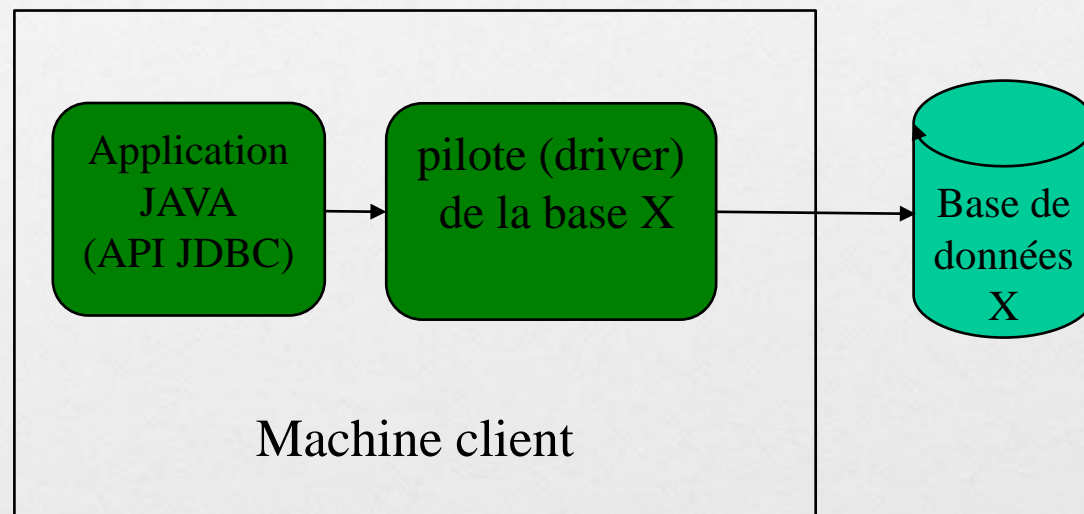 Application
JAVA
(API JDBC)
pilote (driver)
de la base X
Base de
données
X
Machine client